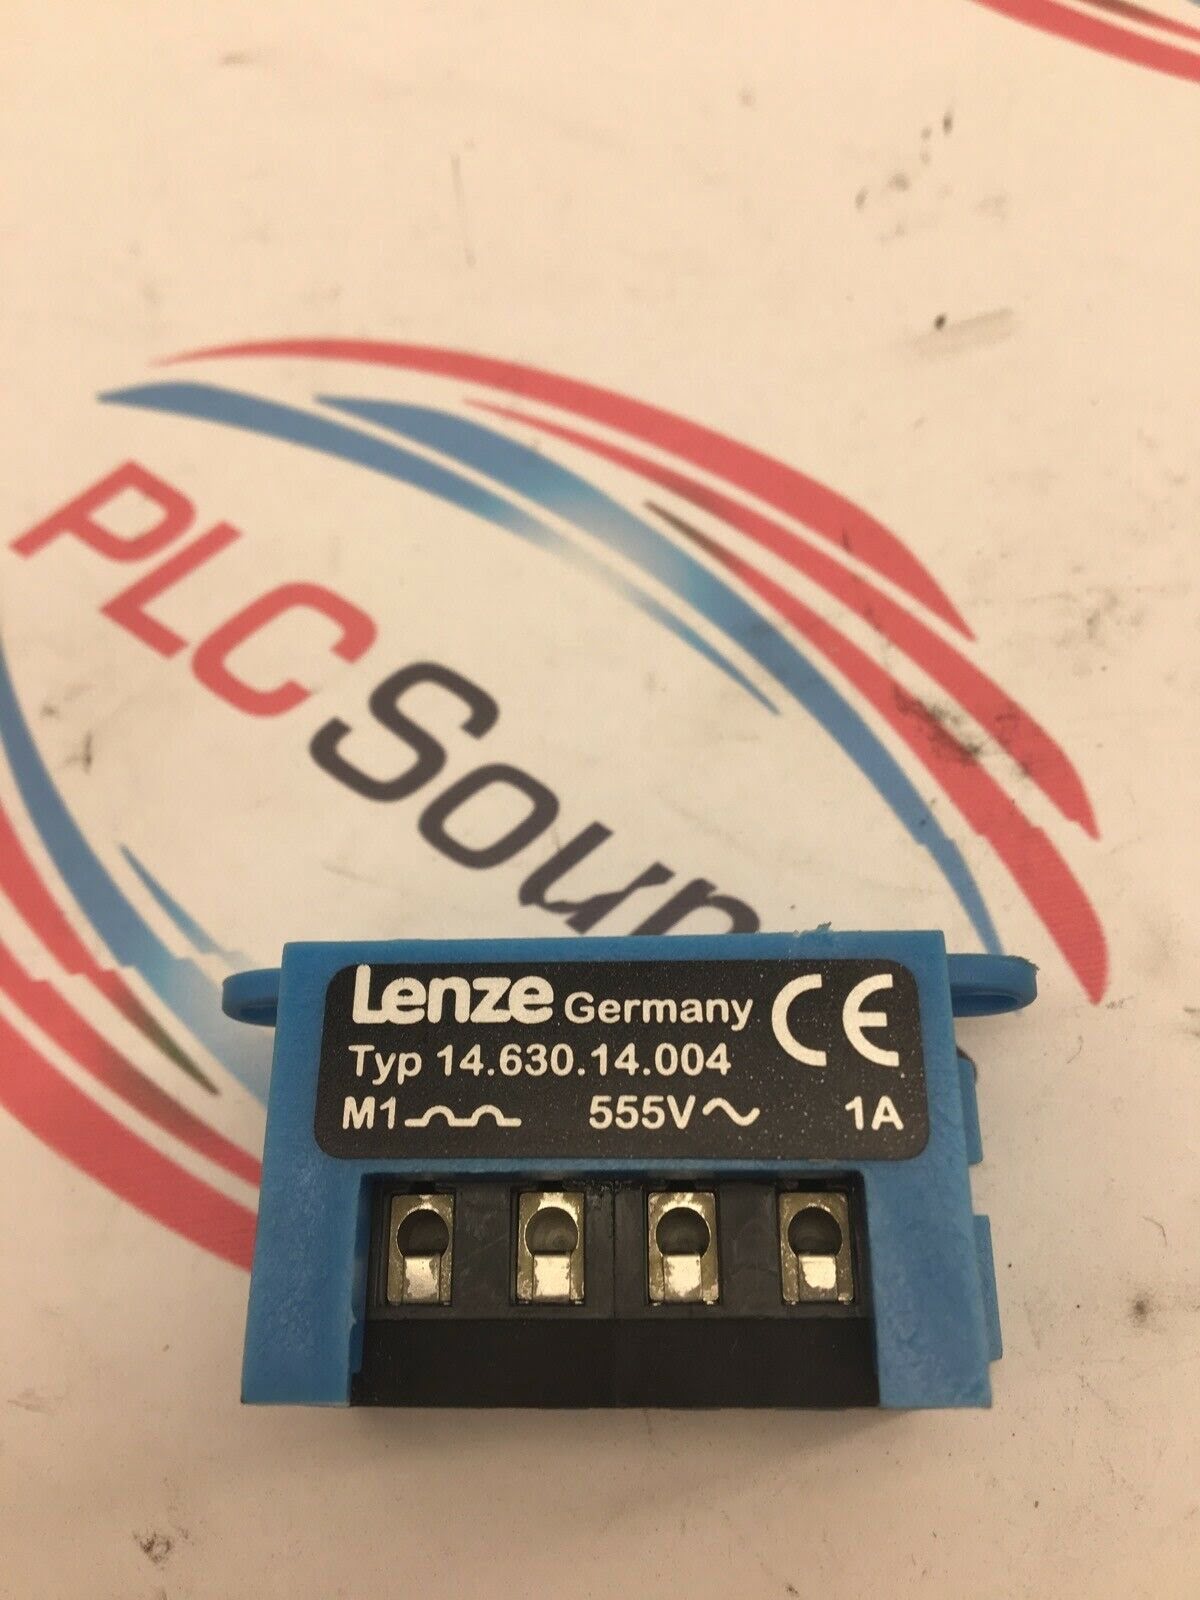 PLC Sour
Lenze Germany CE
Typ 14.630.14.004
M1 555V~ 1A